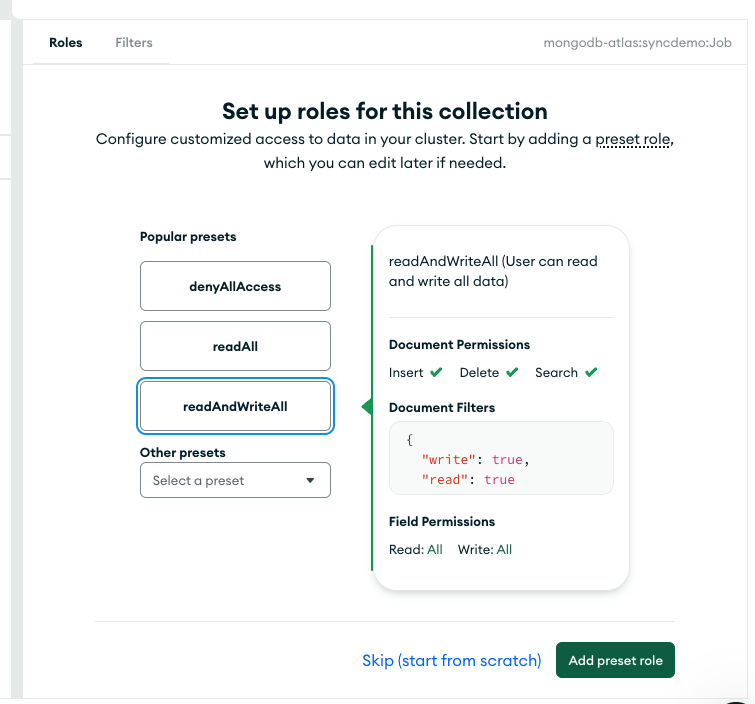 Roles Filters mongodb-atlas:syncdemo:Job
Set up roles for this collection
Configure customized access to data in your cluster. Start by adding a preset role,
which you can edit later if needed.
Popular presets
denyAllAccess
readAll
readAndWriteAll
Other presets
Select a preset
readAndWriteAll (User can read
and write all data)
Document Permissions
Insert Delete Search
Document Filters
{
"write": true,
"read": true
Field Permissions
Read: All Write: All
Skip (start from scratch) Add preset role